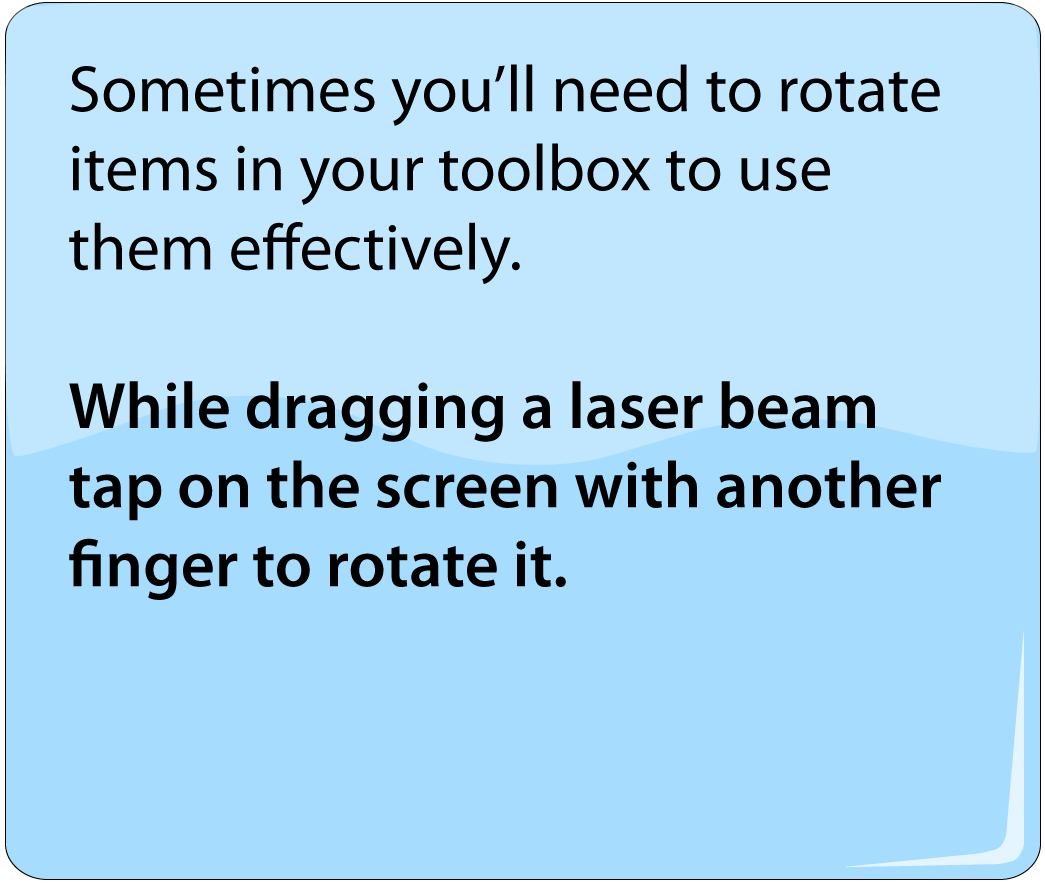 Sometimes you’ll need to rotate
items in your toolbox to use
them effectively.
While dragging a laser beam
tap on the screen with another
finger to rotate it.